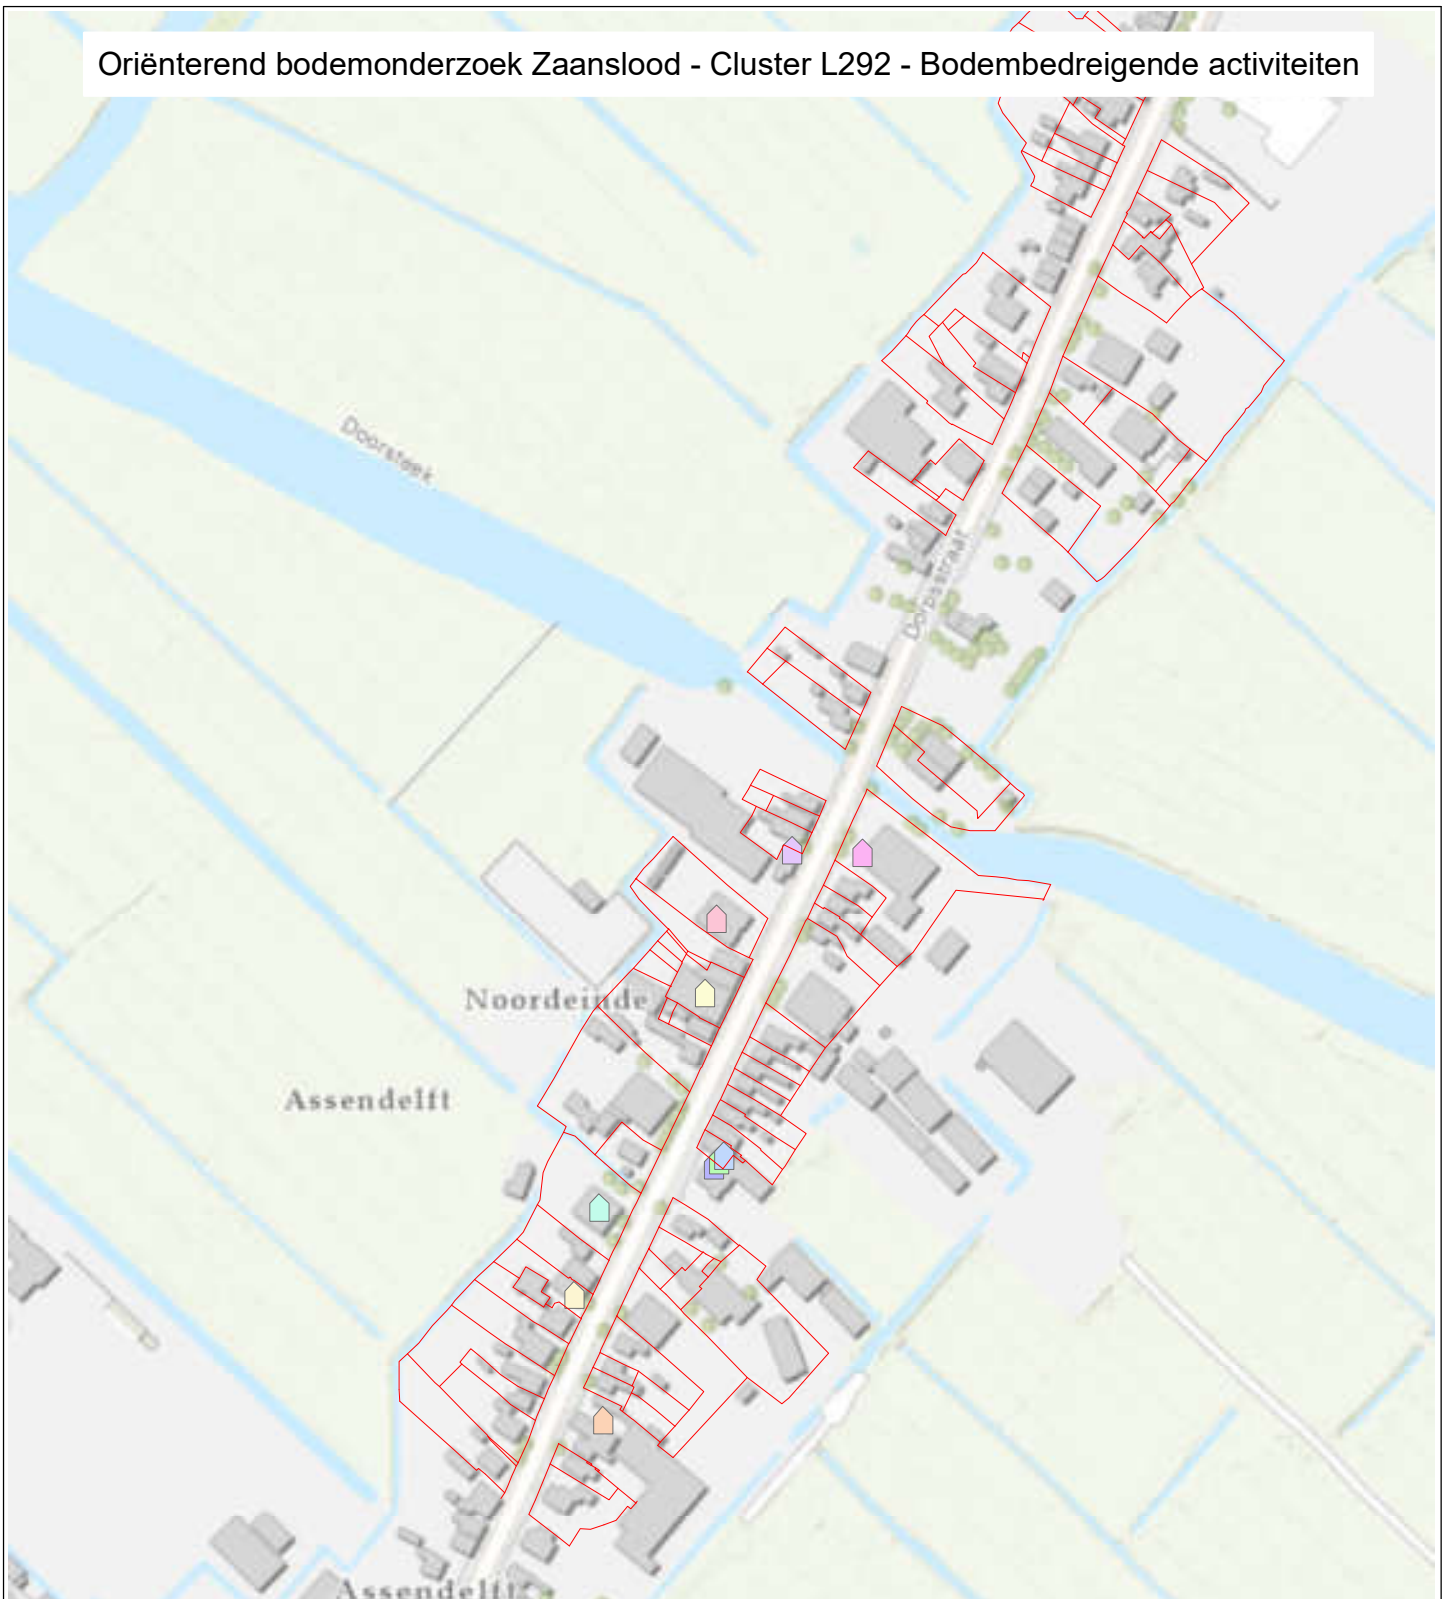 Oriënterend bodemonderzoek Zaanslood - Cluster L292 - Bodembedreigende activiteiten
Doorsteek
Dorpsstraat
Noordeinde
Assendelft
Assendelft